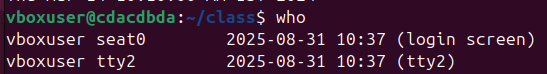 vboxuser@cdacdbda:~/class$ who
vboxuser seat0        2025-08-31 10:37 (login screen)
vboxuser tty2         2025-08-31 10:37 (tty2)